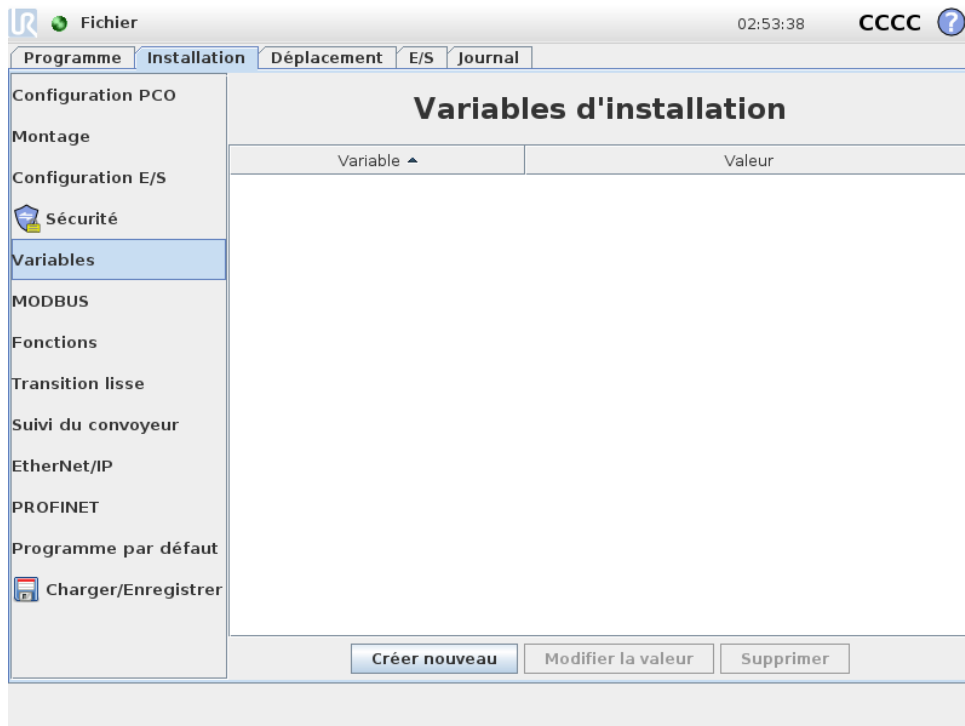 UR Fichier 02:53:38 CCCC ?
Programme Installation Déplacement E/S Journal
Configuration PCO
Montage
Configuration E/S
Sécurité
Variables
MODBUS
Fonctions
Transition lisse
Suivi du convoyeur
EtherNet/IP
PROFINET
Programme par défaut
Charger/Enregistrer
Variables d'installation
Variable Valeur
Créer nouveau Modifier la valeur Supprimer